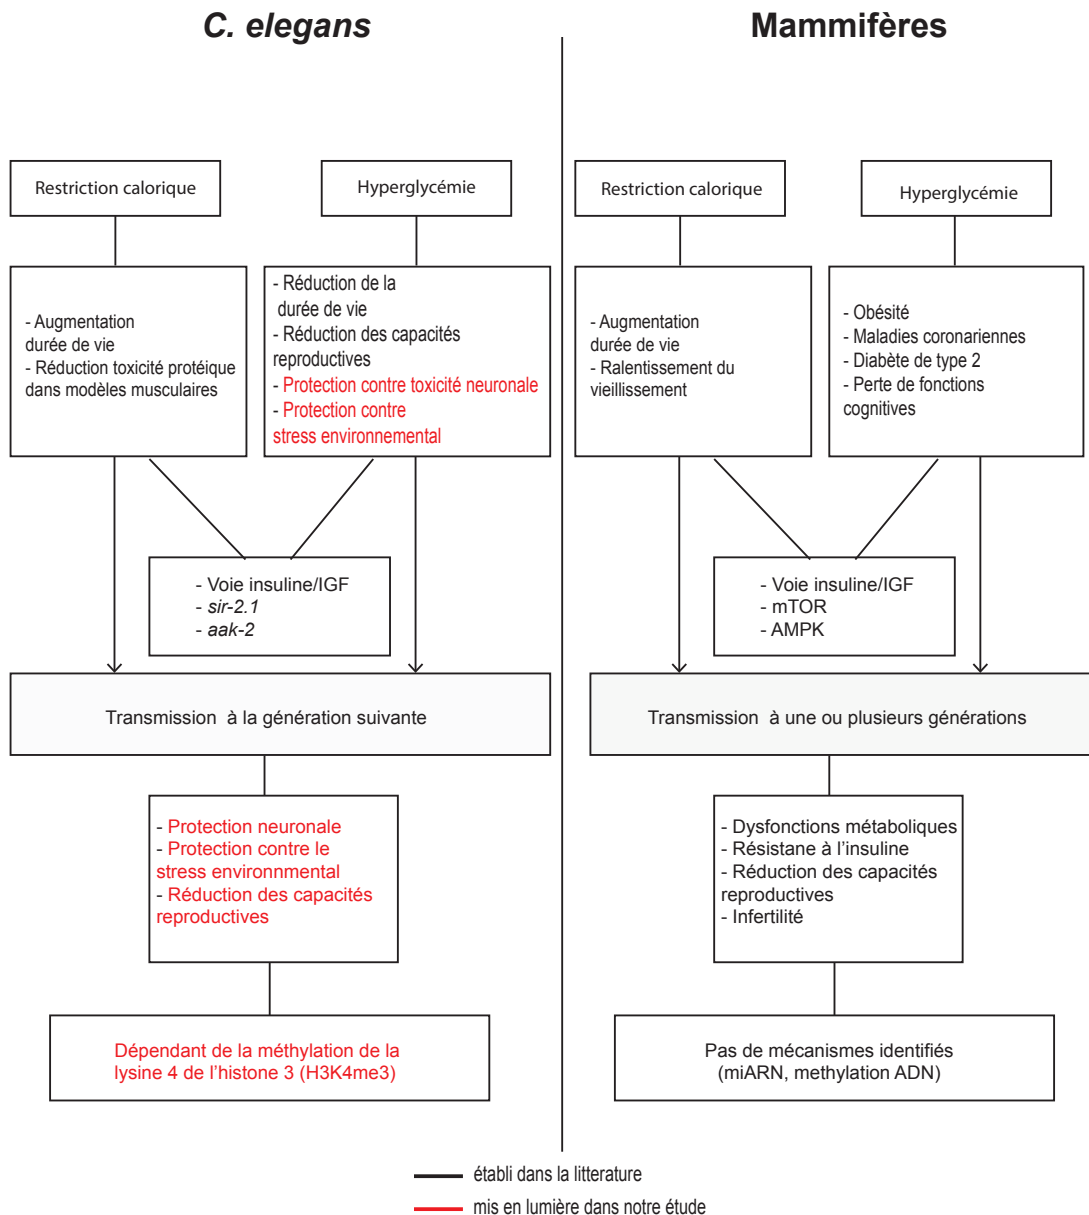 C. elegans
Restriction calorique
Hyperglycémie
- Augmentation
durée de vie
- Réduction toxicité protéique
dans modèles musculaires
- Réduction de la
durée de vie
- Réduction des capacités
reproductives
- Protection contre toxicité neuronale
- Protection contre
stress environnemental
- Voie insuline/IGF
- sir-2.1
- aak-2
Transmission à la génération suivante
- Protection neuronale
- Protection contre le
stress environnmental
- Réduction des capacités
reproductives
Dépendant de la méthylation de la
lysine 4 de l'histone 3 (H3K4me3)
Mammifères
Restriction calorique
Hyperglycémie
- Augmentation
durée de vie
- Ralentissement du
vieillissement
- Obésité
- Maladies coronariennes
- Diabète de type 2
- Perte de fonctions
cognitives
- Voie insuline/IGF
- mTOR
- AMPK
Transmission à une ou plusieurs générations
- Dysfonctions métaboliques
- Résistane à l'insuline
- Réduction des capacités
reproductives
- Infertilité
Pas de mécanismes identifiés
(miARN, methylation ADN)
établi dans la litterature
mis en lumière dans notre étude